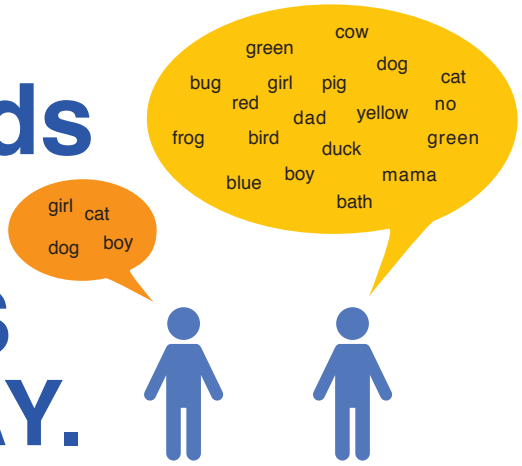 ds
S
AY.
girl cat
dog boy
cow
green
dog
bug girl pig cat
red dad yellow no
frog bird duck green
blue boy mama
bath